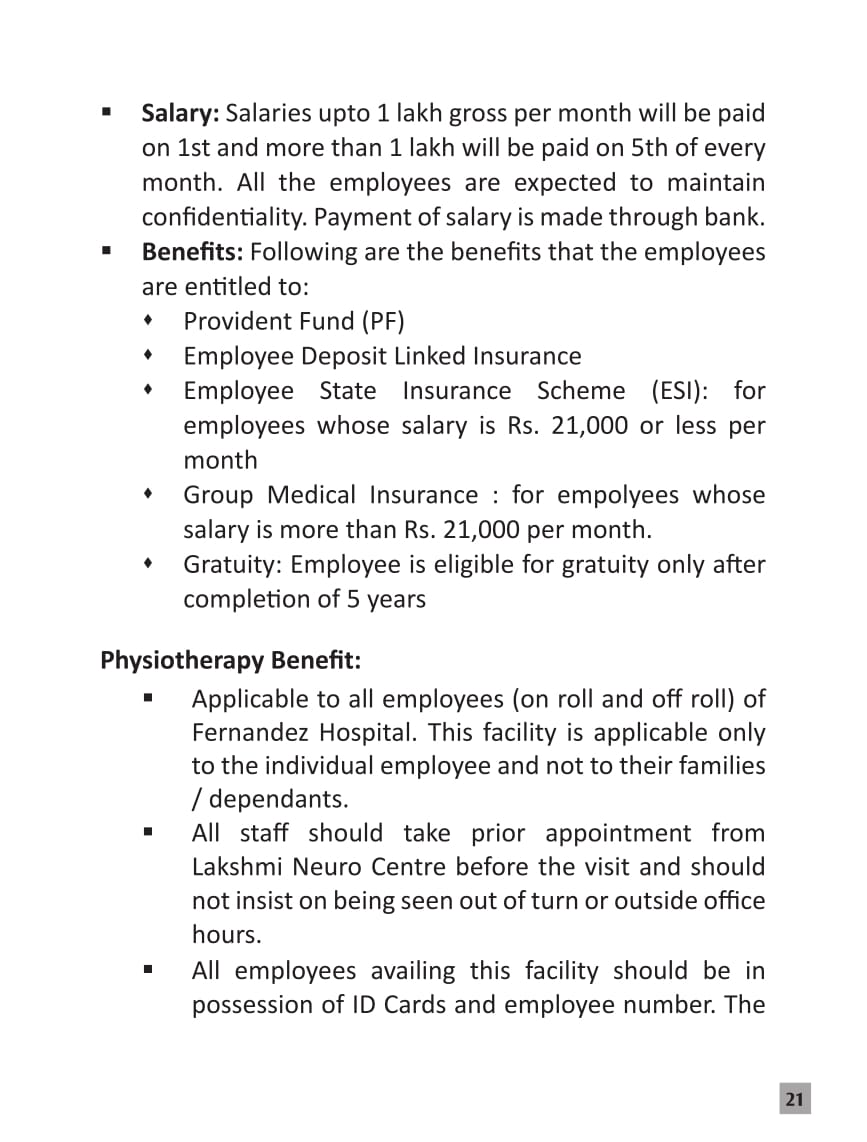 ▪ Salary: Salaries upto 1 lakh gross per month will be paid
on 1st and more than 1 lakh will be paid on 5th of every
month. All the employees are expected to maintain
confidentiality. Payment of salary is made through bank.
▪ Benefits: Following are the benefits that the employees
are entitled to:
♦ Provident Fund (PF)
♦ Employee Deposit Linked Insurance
♦ Employee State Insurance Scheme (ESI): for
employees whose salary is Rs. 21,000 or less per
month
♦ Group Medical Insurance : for empolyees whose
salary is more than Rs. 21,000 per month.
♦ Gratuity: Employee is eligible for gratuity only after
completion of 5 years
Physiotherapy Benefit:
▪ Applicable to all employees (on roll and off roll) of
Fernandez Hospital. This facility is applicable only
to the individual employee and not to their families
/ dependants.
▪ All staff should take prior appointment from
Lakshmi Neuro Centre before the visit and should
not insist on being seen out of turn or outside office
hours.
▪ All employees availing this facility should be in
possession of ID Cards and employee number. The
21